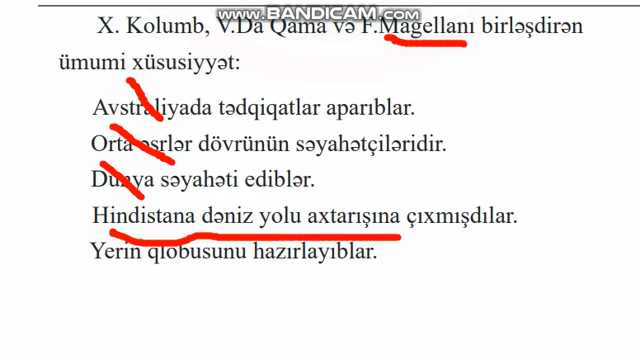 www.BANDICAM.com
X. Kolumb, V.Da Qama və F.Magellanı birləşdirən
ümumi xüsusiyyət:
Avstraliyada tədqiqatlar aparıblar.
Orta əsrlər dövrünün səyahətçiləridir.
Dünya səyahəti ediblər.
Hindistana dəniz yolu axtarışına çıxmışdılar.
Yerin qlobusunu hazırlayıblar.